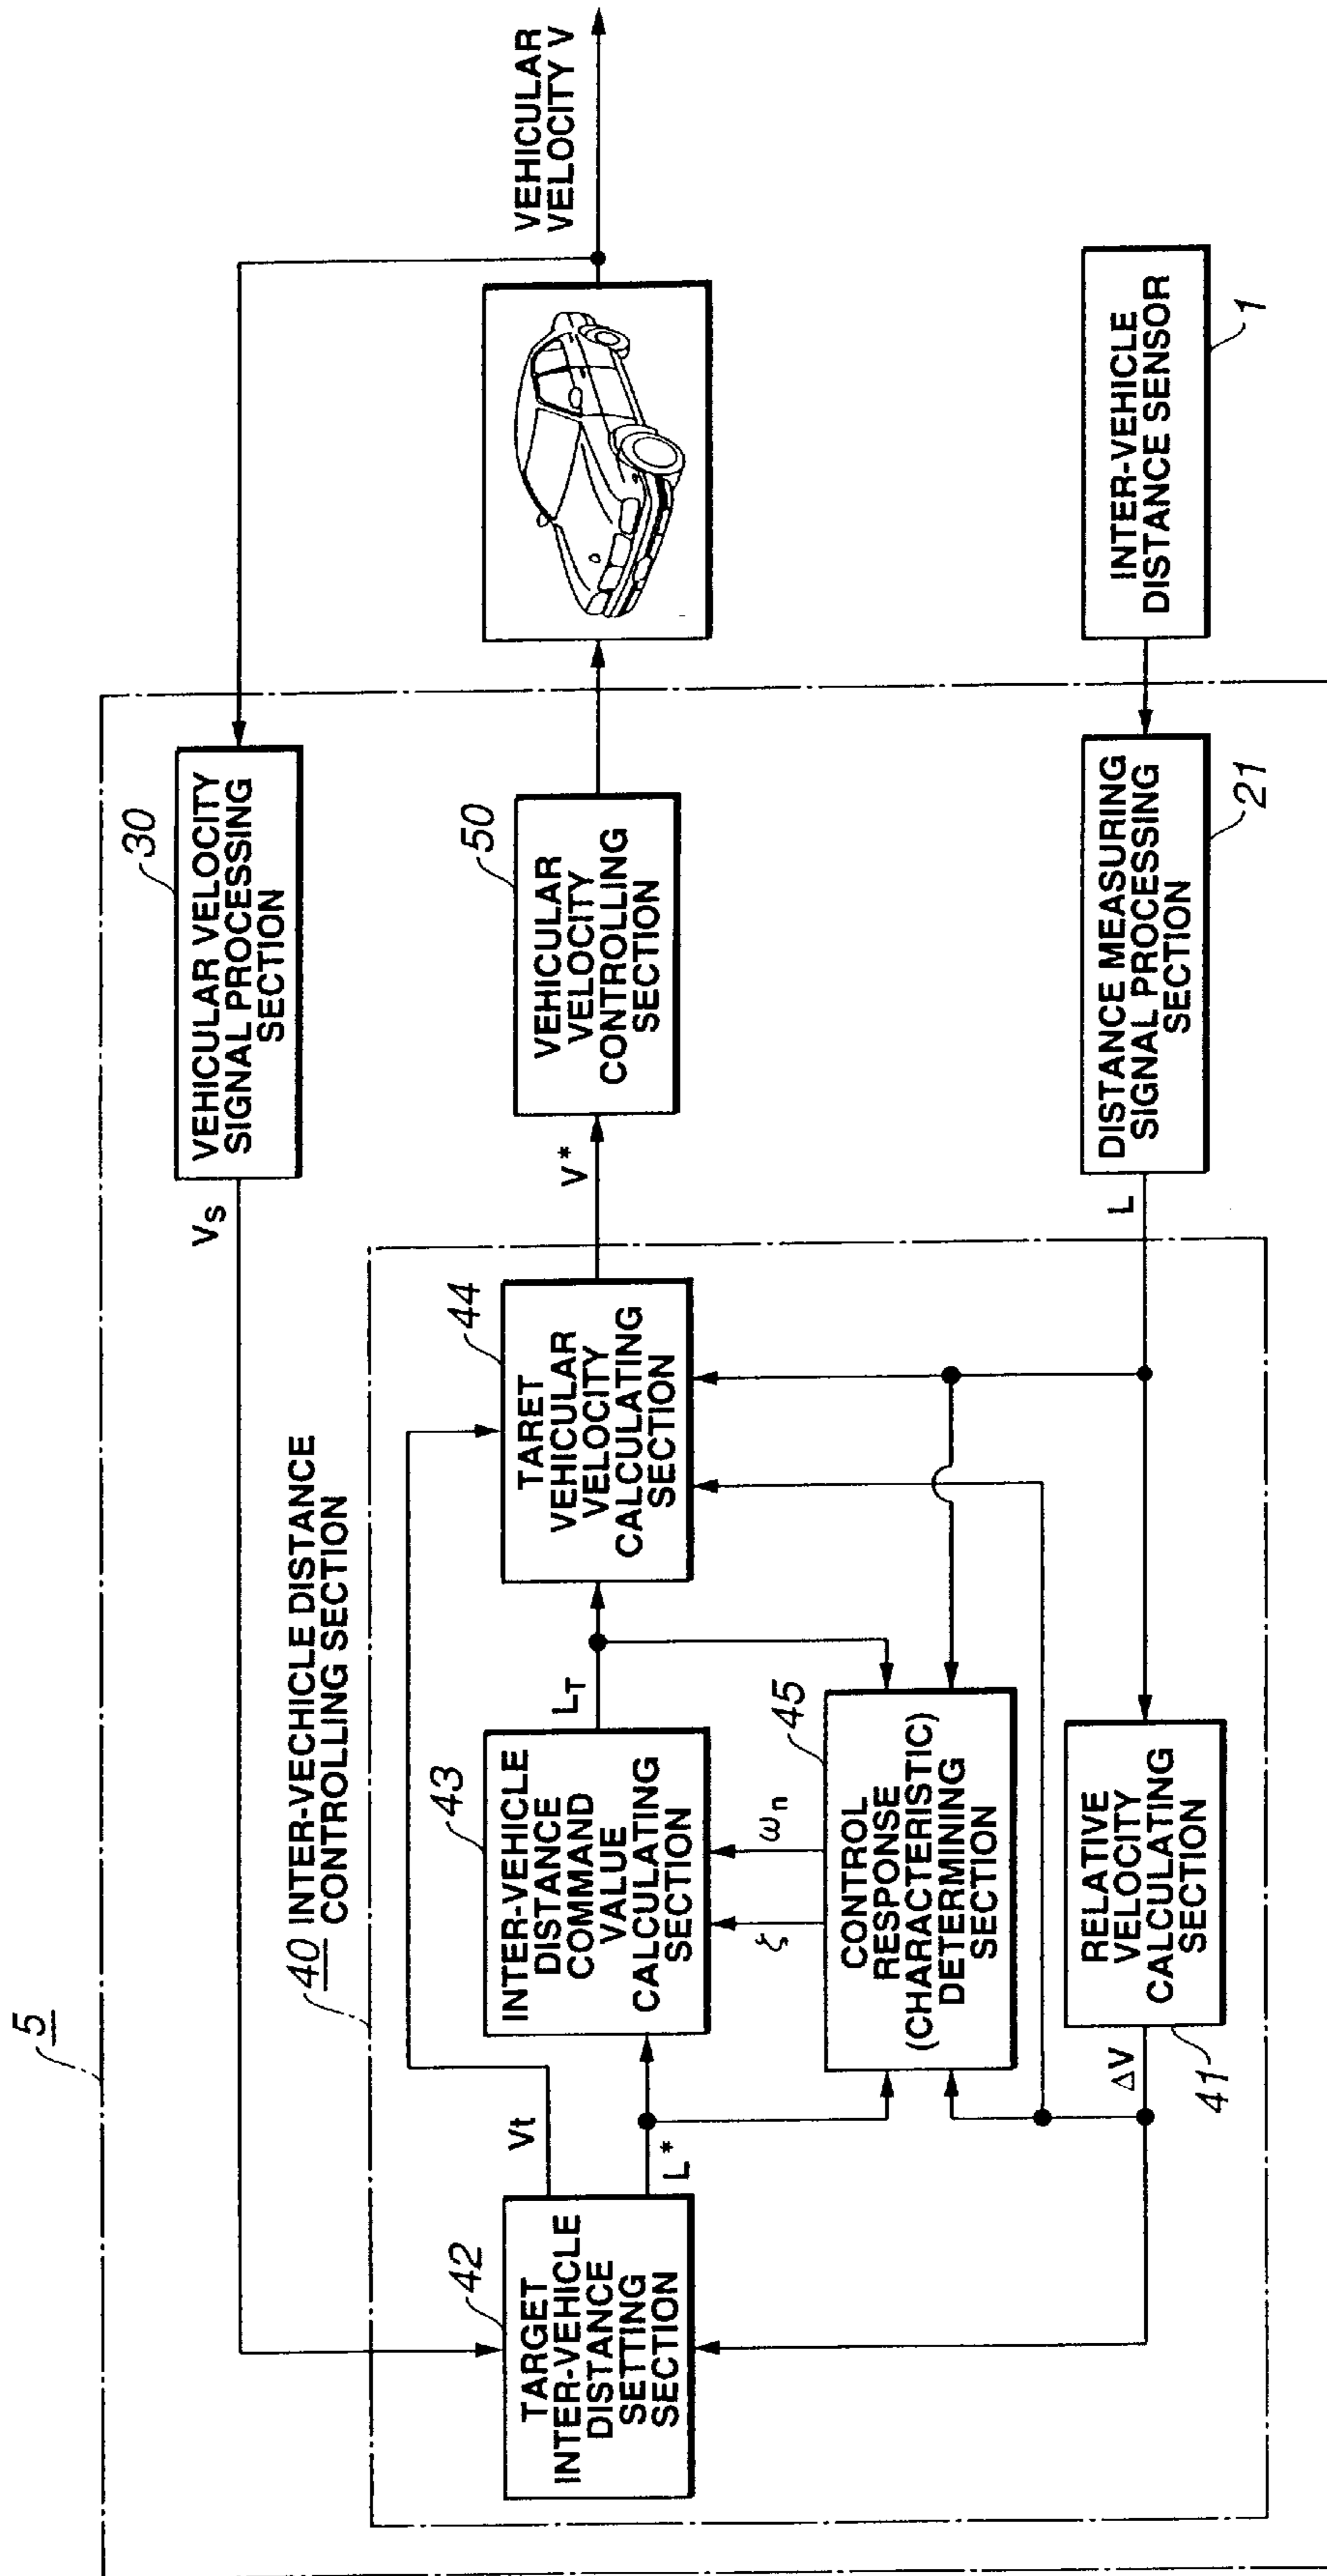 5
VEHICULAR
VELOCITY V
30
VEHICULAR VELOCITY
SIGNAL PROCESSING
SECTION
Vs
40 INTER-VECHICLE DISTANCE
CONTROLLING SECTION
42
TARGET
INTER-VEHICLE
DISTANCE
SETTING
SECTION
Vt
L*
43
INTER-VEHICLE
DISTANCE
COMMAND
VALUE
CALCULATING
SECTION
LT
44
TARET
VEHICULAR
VELOCITY
CALCULATING
SECTION
V*
50
VEHICULAR
VELOCITY
CONTROLLING
SECTION
ζ
ωn
45
CONTROL
RESPONSE
(CHARACTERISTIC)
DETERMINING
SECTION
ΔV
41
RELATIVE
VELOCITY
CALCULATING
SECTION
L
DISTANCE MEASURING
SIGNAL PROCESSING
SECTION
21
INTER-VEHICLE
DISTANCE SENSOR
1